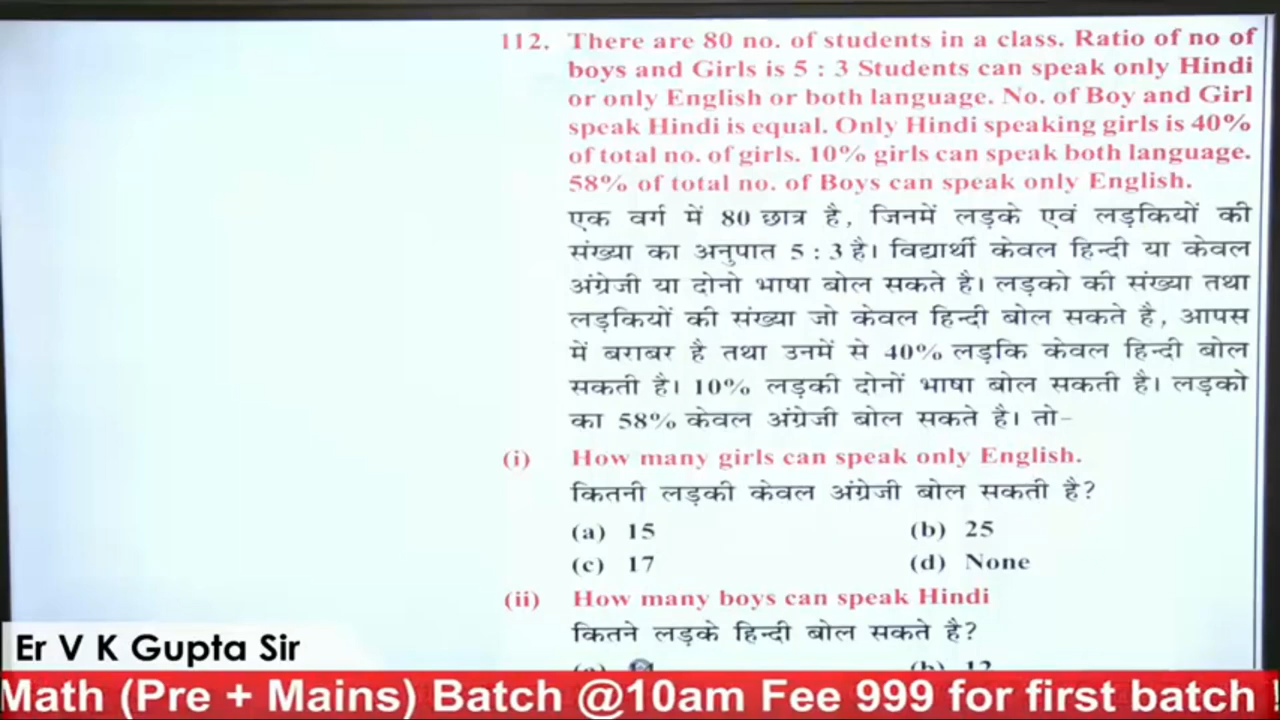 112. There are 80 no. of students in a class. Ratio of no of
boys and Girls is 5 : 3 Students can speak only Hindi
or only English or both language. No. of Boy and Girl
speak Hindi is equal. Only Hindi speaking girls is 40%
of total no. of girls. 10% girls can speak both language.
58% of total no. of Boys can speak only English.
एक वर्ग में 80 छात्र है, जिनमें लड़के एवं लड़कियों की
संख्या का अनुपात 5 : 3 है। विद्यार्थी केवल हिन्दी या केवल
अंग्रेजी या दोनो भाषा बोल सकते है। लड़को की संख्या तथा
लड़कियों की संख्या जो केवल हिन्दी बोल सकते है, आपस
में बराबर है तथा उनमें से 40% लड़कि केवल हिन्दी बोल
सकती है। 10% लड़की दोनों भाषा बोल सकती है। लड़को
का 58% केवल अंग्रेजी बोल सकते है। तो-
(i) How many girls can speak only English.
कितनी लड़की केवल अंग्रेजी बोल सकती है?
(a) 15 (b) 25
(c) 17 (d) None
(ii) How many boys can speak Hindi
कितने लड़के हिन्दी बोल सकते है?
(b) 12
Er V K Gupta Sir
Math (Pre + Mains) Batch @10am Fee 999 for first batch